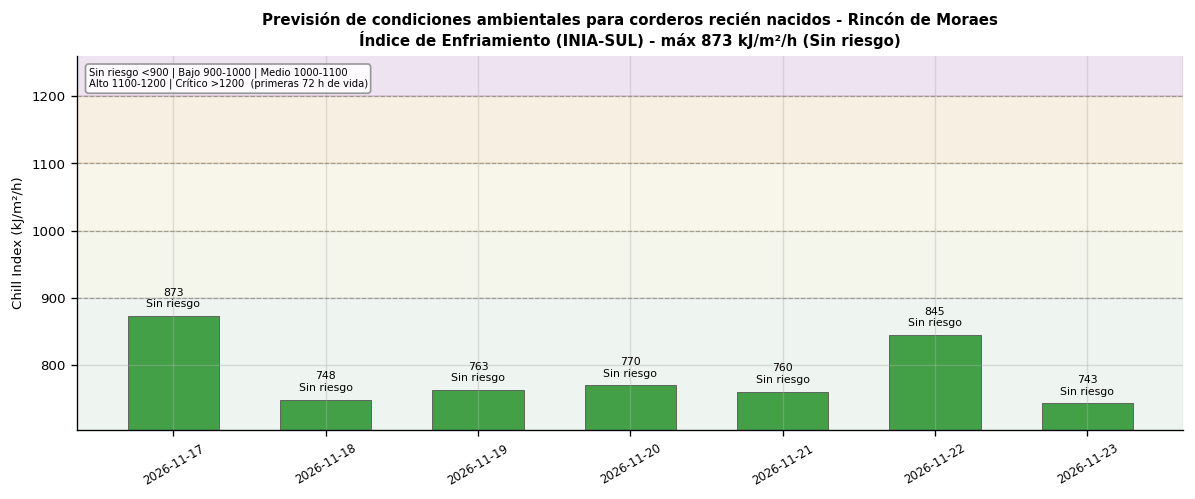 Previsión de condiciones ambientales para corderos recién nacidos - Rincón de Moraes
Índice de Enfriamiento (INIA-SUL) - máx 873 kJ/m²/h (Sin riesgo)
Sin riesgo <900 | Bajo 900-1000 | Medio 1000-1100
Alto 1100-1200 | Crítico >1200  (primeras 72 h de vida)
Chill Index (kJ/m²/h)
1200
1100
1000
900
800
873
Sin riesgo
748
Sin riesgo
763
Sin riesgo
770
Sin riesgo
760
Sin riesgo
845
Sin riesgo
743
Sin riesgo
2026-11-17
2026-11-18
2026-11-19
2026-11-20
2026-11-21
2026-11-22
2026-11-23